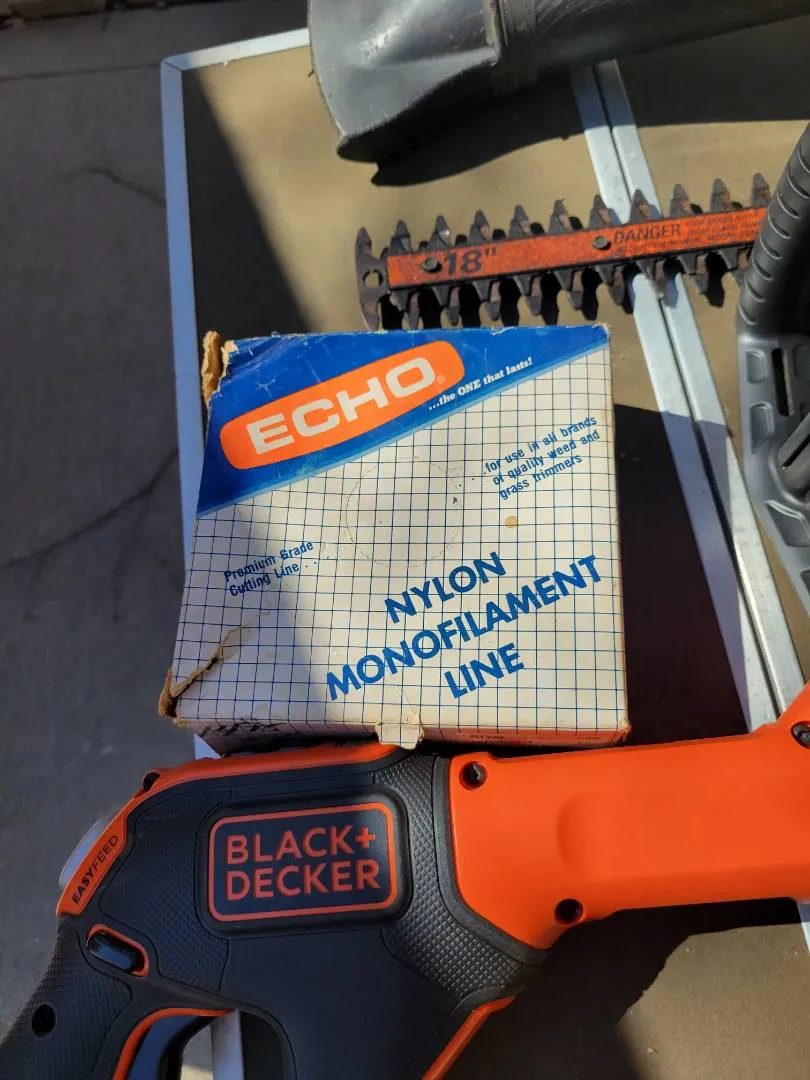 18"
DANGER
ECHO®
...the ONE that lasts!
for use in all brands
of quality weed and
grass trimmers
Premium Grade
Cutting Line . . .
NYLON
MONOFILAMENT
LINE
EASYFEED
BLACK+
DECKER